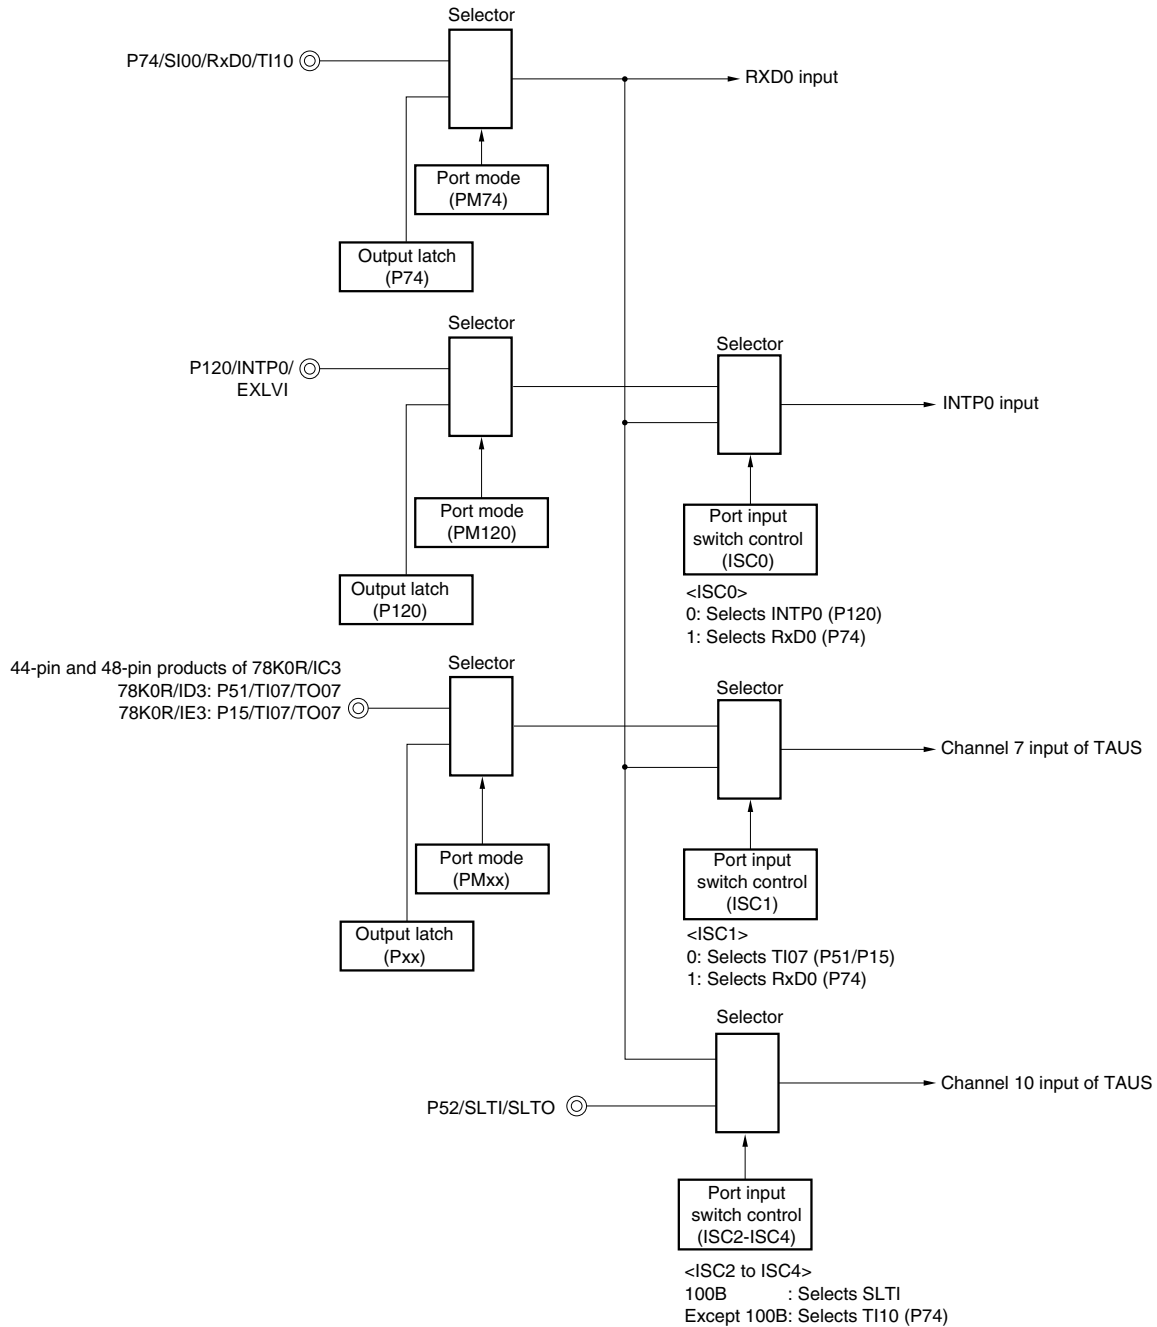 Selector
P74/SI00/RxD0/TI10
RXD0 input
Port mode
(PM74)
Output latch
(P74)
Selector
P120/INTP0/
EXLVI
Selector
INTP0 input
Port mode
(PM120)
Port input
switch control
(ISC0)
Output latch
(P120)
<ISC0>
0: Selects INTP0 (P120)
1: Selects RxD0 (P74)
44-pin and 48-pin products of 78K0R/IC3
78K0R/ID3: P51/TI07/TO07
78K0R/IE3: P15/TI07/TO07
Selector
Selector
Channel 7 input of TAUS
Port mode
(PMxx)
Port input
switch control
(ISC1)
Output latch
(Pxx)
<ISC1>
0: Selects TI07 (P51/P15)
1: Selects RxD0 (P74)
Selector
Channel 10 input of TAUS
P52/SLTI/SLTO
Port input
switch control
(ISC2-ISC4)
<ISC2 to ISC4>
100B : Selects SLTI
Except 100B: Selects TI10 (P74)